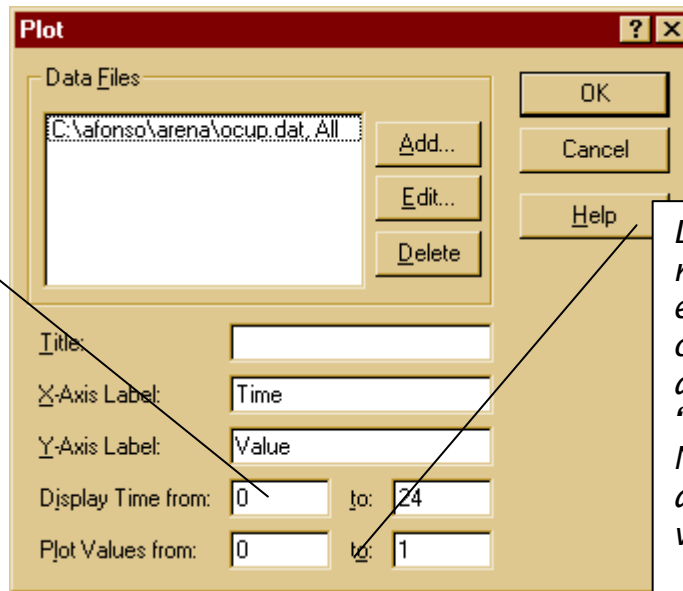 Plot
Data Files
C:\afonso\arena\ocup.dat, All
Add...
Edit...
Delete
OK
Cancel
Help
Title:
X-Axis Label: Time
Y-Axis Label: Value
Display Time from: 0 to: 24
Plot Values from: 0 to: 1